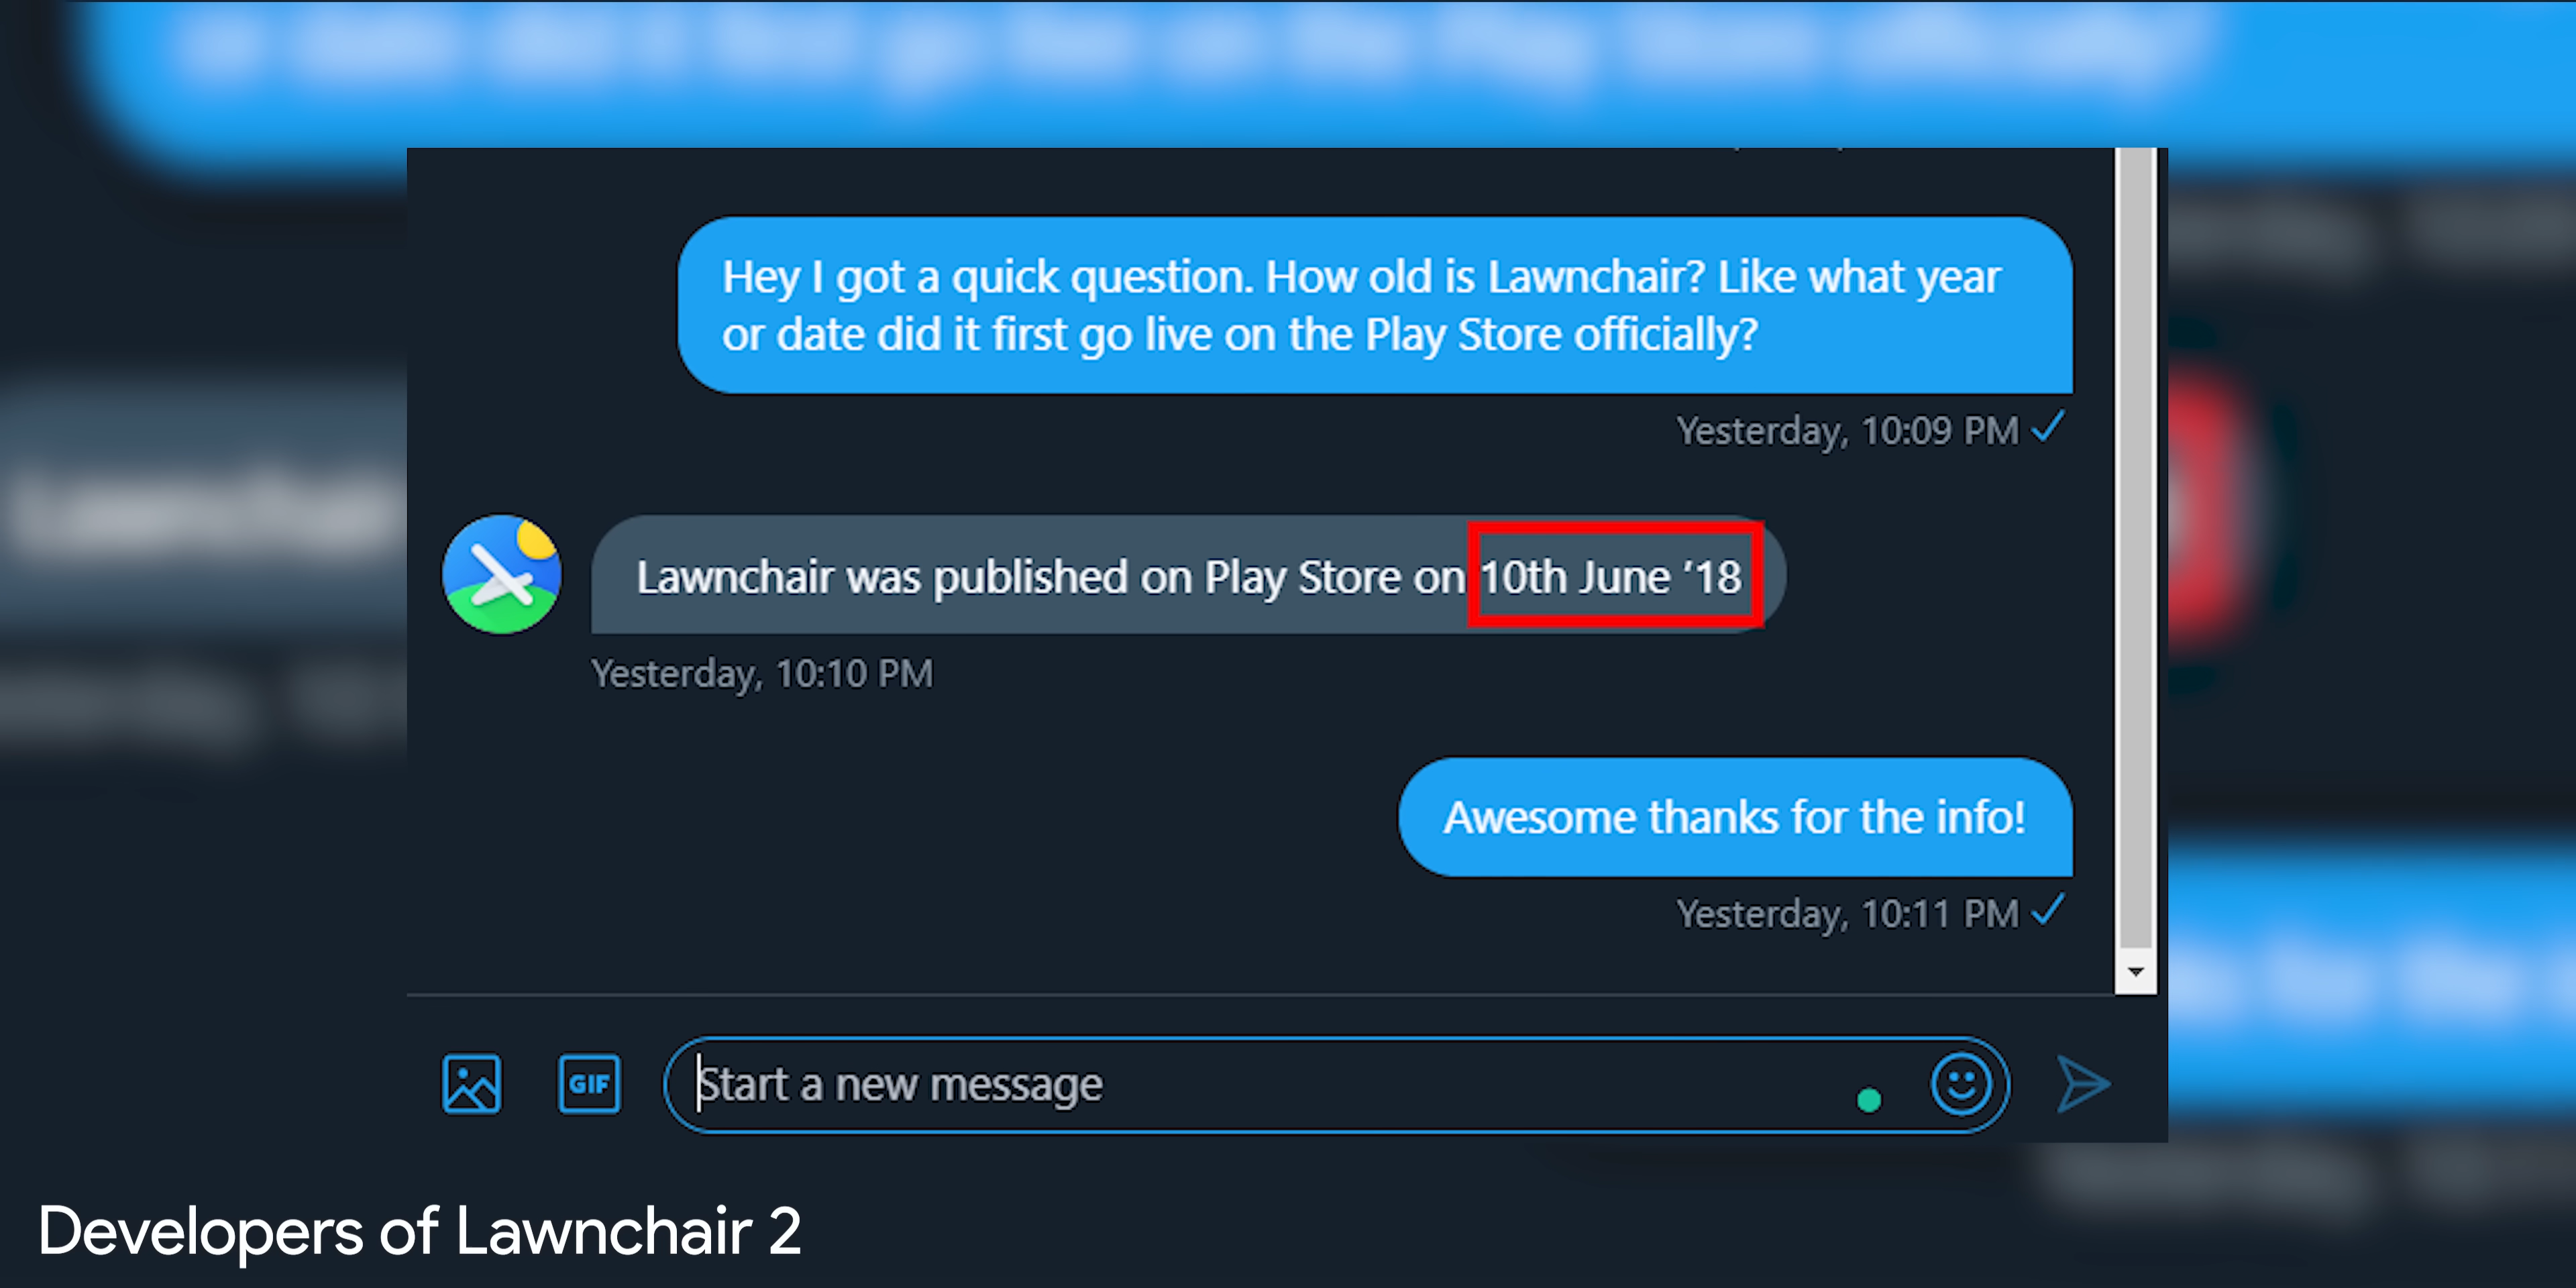 Hey I got a quick question. How old is Lawnchair? Like what year
or date did it first go live on the Play Store officially?
Yesterday, 10:09 PM
Lawnchair was published on Play Store on 10th June ’18
Yesterday, 10:10 PM
Awesome thanks for the info!
Yesterday, 10:11 PM
GIF
Start a new message
Developers of Lawnchair 2